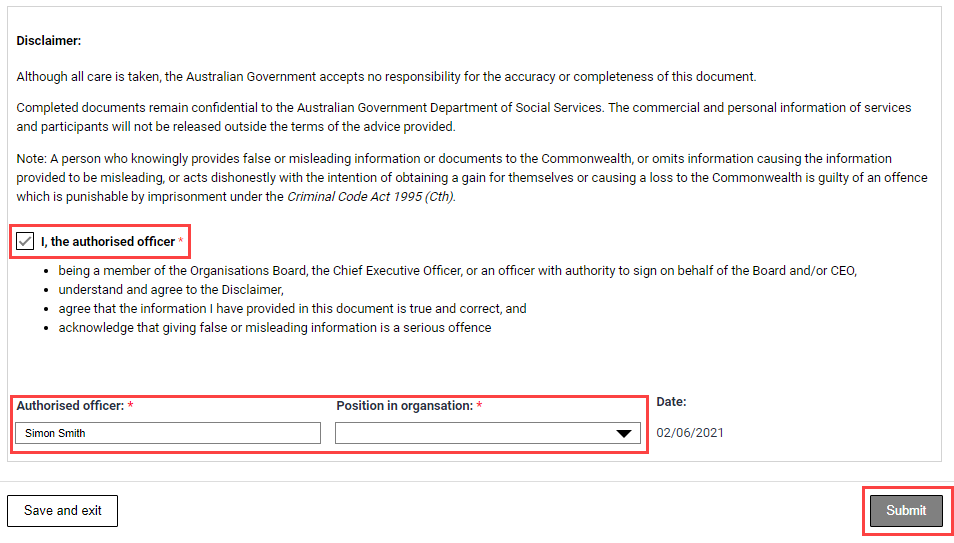 Disclaimer:
Although all care is taken, the Australian Government accepts no responsibility for the accuracy or completeness of this document.
Completed documents remain confidential to the Australian Government Department of Social Services. The commercial and personal information of services
and participants will not be released outside the terms of the advice provided.
Note: A person who knowingly provides false or misleading information or documents to the Commonwealth, or omits information causing the information
provided to be misleading, or acts dishonestly with the intention of obtaining a gain for themselves or causing a loss to the Commonwealth is guilty of an offence
which is punishable by imprisonment under the Criminal Code Act 1995 (Cth).
I, the authorised officer *
• being a member of the Organisations Board, the Chief Executive Officer, or an officer with authority to sign on behalf of the Board and/or CEO,
• understand and agree to the Disclaimer,
• agree that the information I have provided in this document is true and correct, and
• acknowledge that giving false or misleading information is a serious offence
Authorised officer: * Position in organsation: * Date:
Simon Smith 02/06/2021
Save and exit Submit